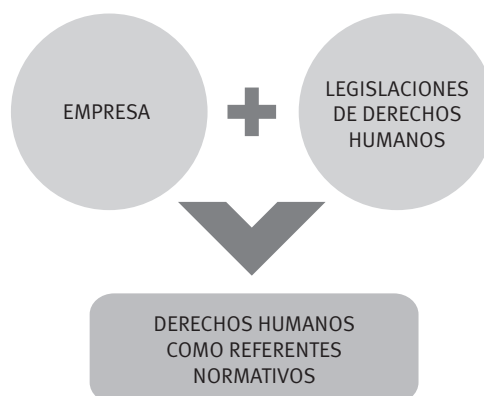 EMPRESA
LEGISLACIONES
DE DERECHOS
HUMANOS
DERECHOS HUMANOS
COMO REFERENTES
NORMATIVOS